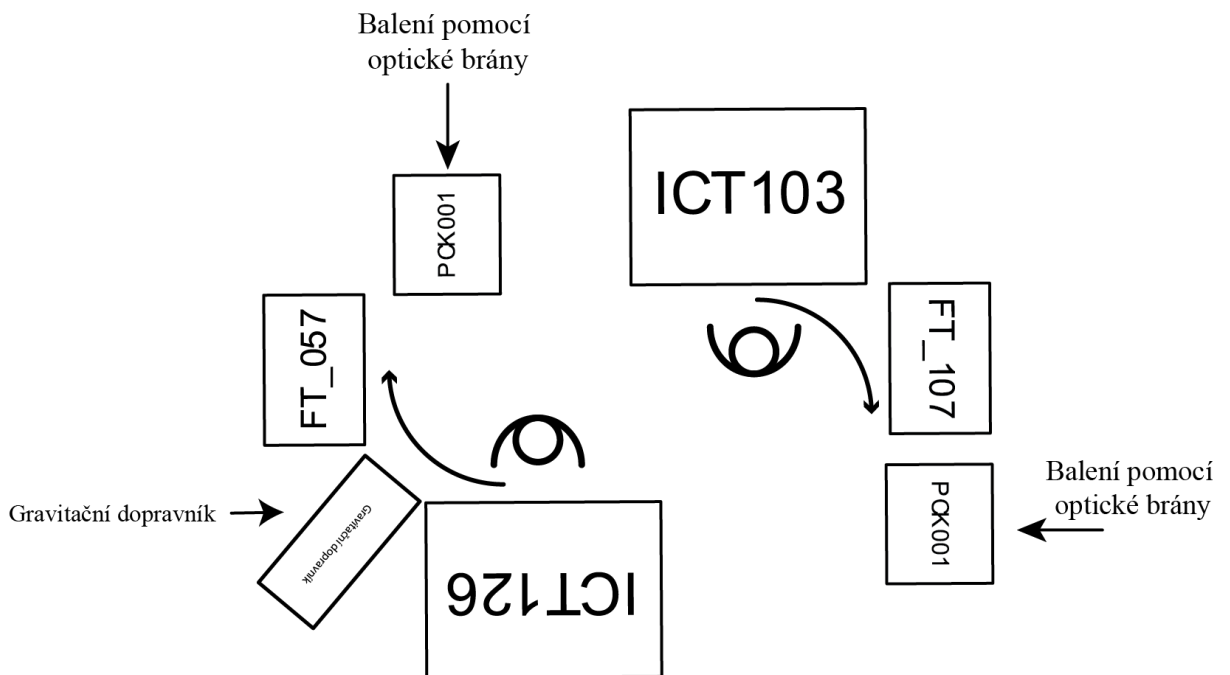 Balení pomocí
optické brány
ICT103
PCK001
FT_057
FT_107
Gravitační dopravník
Gravitační dopravník
ICT126
PCK001
Balení pomocí
optické brány